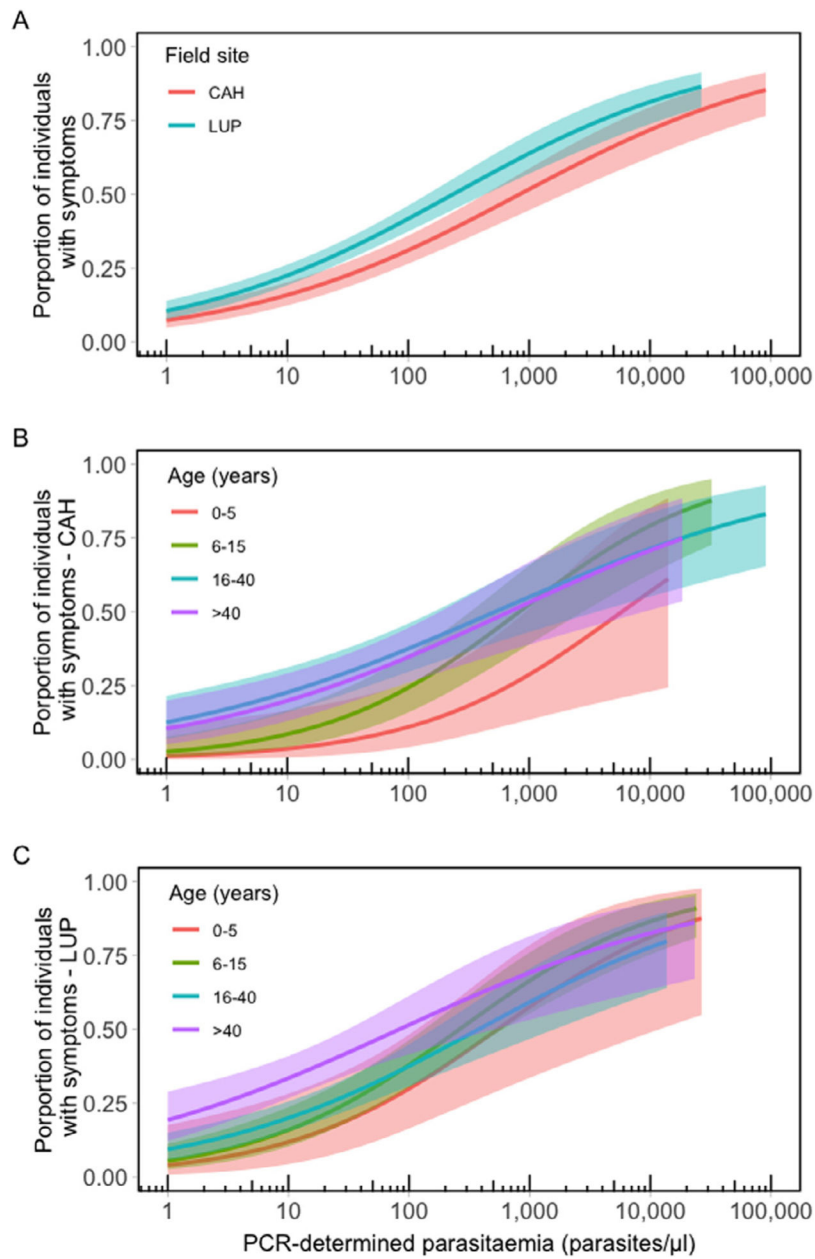 A
Porportion of individuals
with symptoms
1.00
0.75
0.50
0.25
0.00
Field site
CAH
LUP
1 10 100 1,000 10,000 100,000
B
Porportion of individuals
with symptoms - CAH
1.00
0.75
0.50
0.25
0.00
Age (years)
0-5
6-15
16-40
>40
1 10 100 1,000 10,000 100,000
C
Porportion of individuals
with symptoms - LUP
1.00
0.75
0.50
0.25
0.00
Age (years)
0-5
6-15
16-40
>40
1 10 100 1,000 10,000 100,000
PCR-determined parasitaemia (parasites/µl)